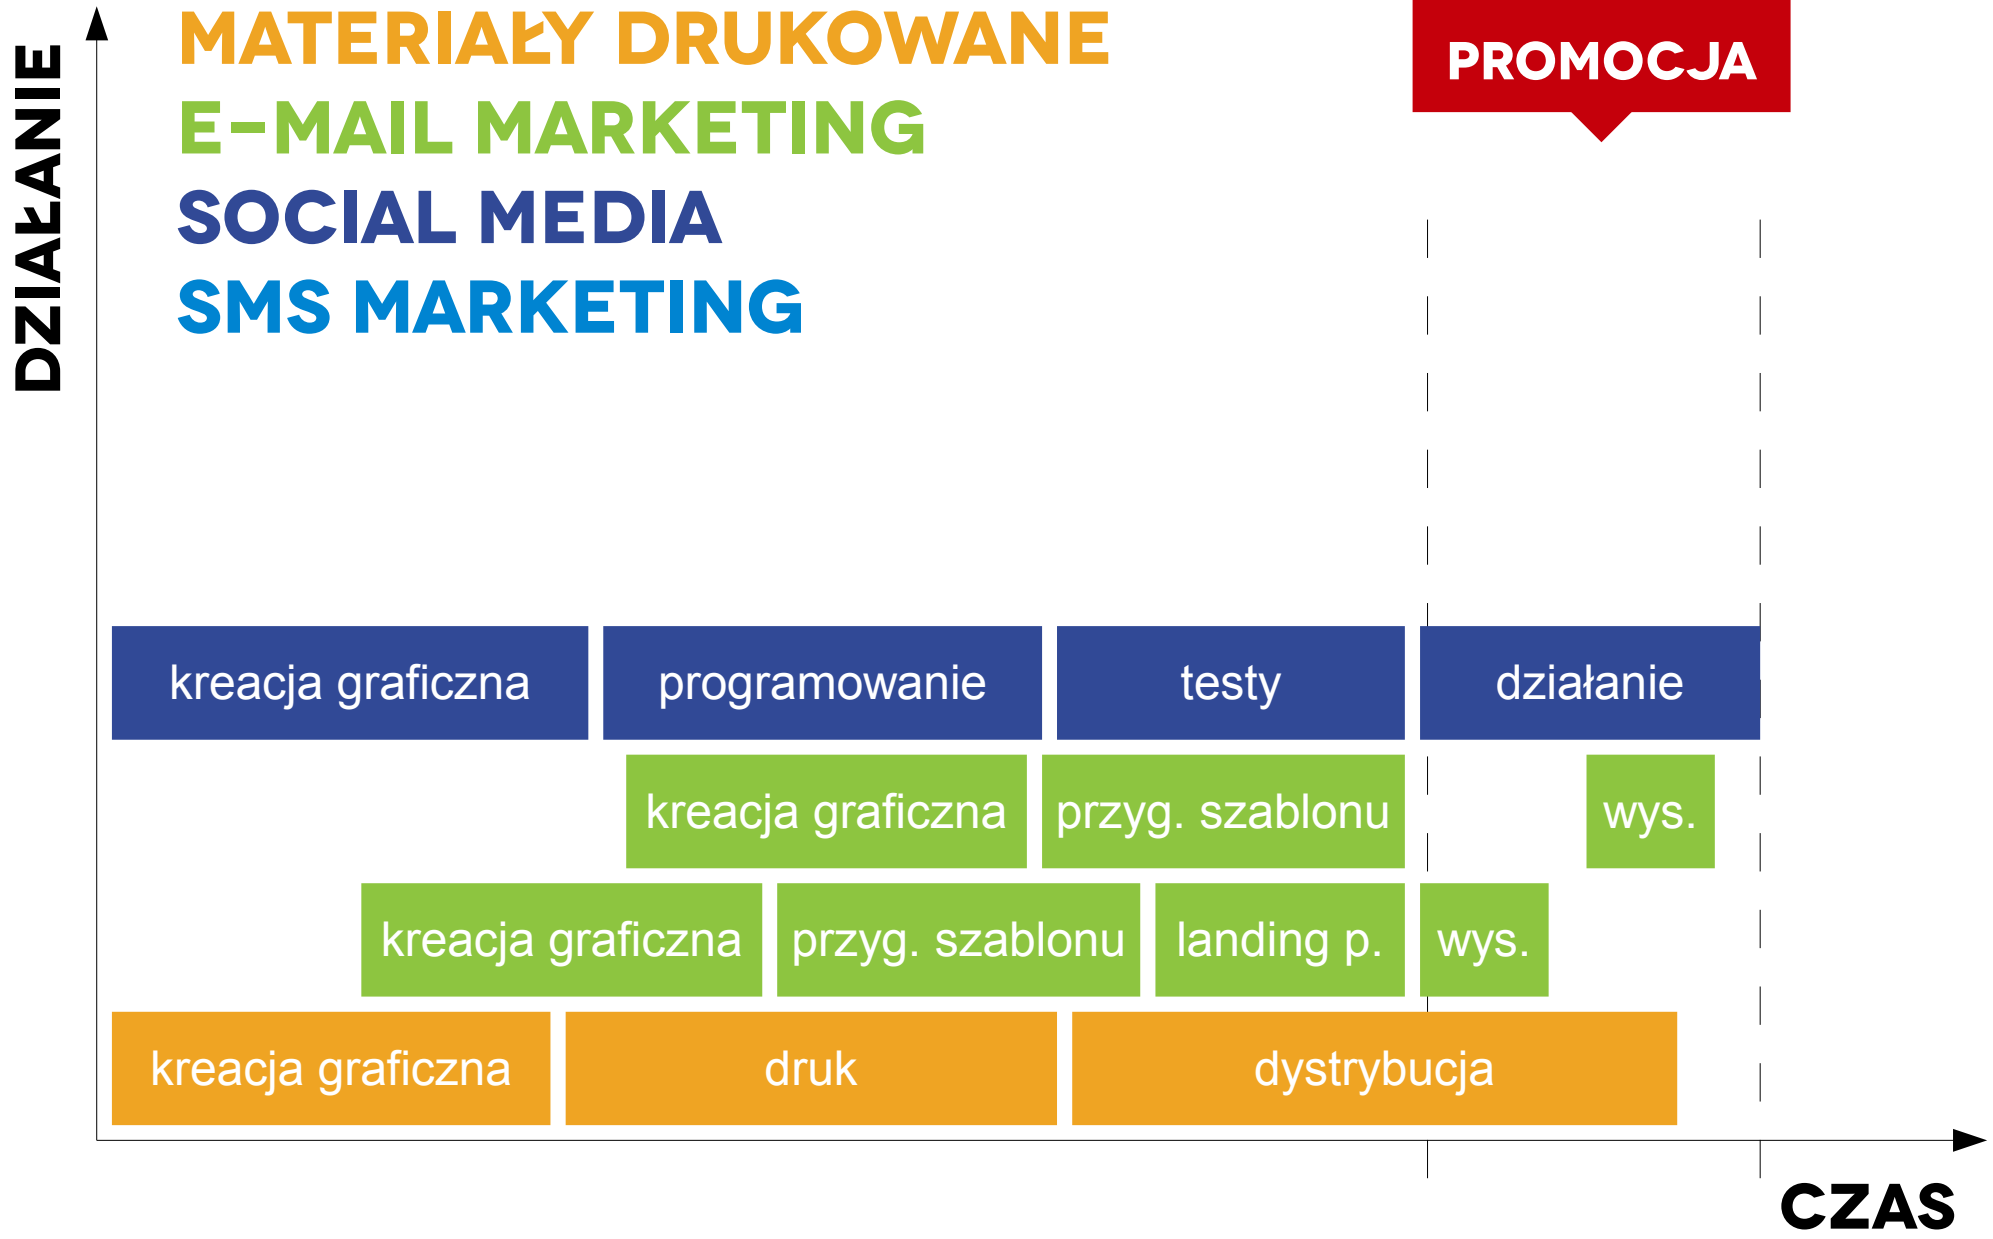 DZIAŁANIE
MATERIAŁY DRUKOWANE
E-MAIL MARKETING
SOCIAL MEDIA
SMS MARKETING
PROMOCJA
kreacja graficzna
programowanie
testy
działanie
kreacja graficzna
przyg. szablonu
wys.
kreacja graficzna
przyg. szablonu
landing p.
wys.
kreacja graficzna
druk
dystrybucja
CZAS